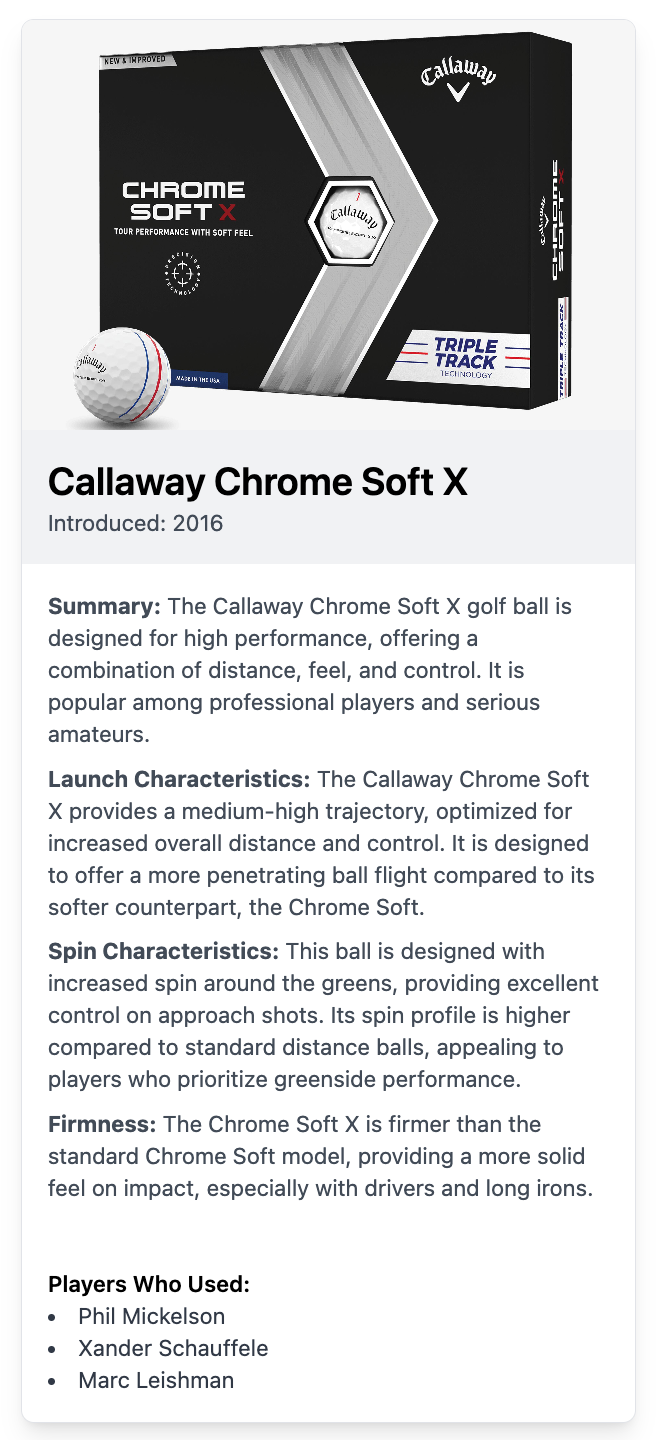 NEW & IMPROVED
Callaway
CHROME
SOFT X
TOUR PERFORMANCE WITH SOFT FEEL
PRECISION
TECHNOLOGY
Callaway
CHROME SOFT X
TRIPLE
TRACK
TECHNOLOGY
TRIPLE TRACK
Callaway
MADE IN THE USA
Callaway Chrome Soft X
Introduced: 2016
Summary: The Callaway Chrome Soft X golf ball is
designed for high performance, offering a
combination of distance, feel, and control. It is
popular among professional players and serious
amateurs.
Launch Characteristics: The Callaway Chrome Soft
X provides a medium-high trajectory, optimized for
increased overall distance and control. It is designed
to offer a more penetrating ball flight compared to its
softer counterpart, the Chrome Soft.
Spin Characteristics: This ball is designed with
increased spin around the greens, providing excellent
control on approach shots. Its spin profile is higher
compared to standard distance balls, appealing to
players who prioritize greenside performance.
Firmness: The Chrome Soft X is firmer than the
standard Chrome Soft model, providing a more solid
feel on impact, especially with drivers and long irons.
Players Who Used:
• Phil Mickelson
• Xander Schauffele
• Marc Leishman